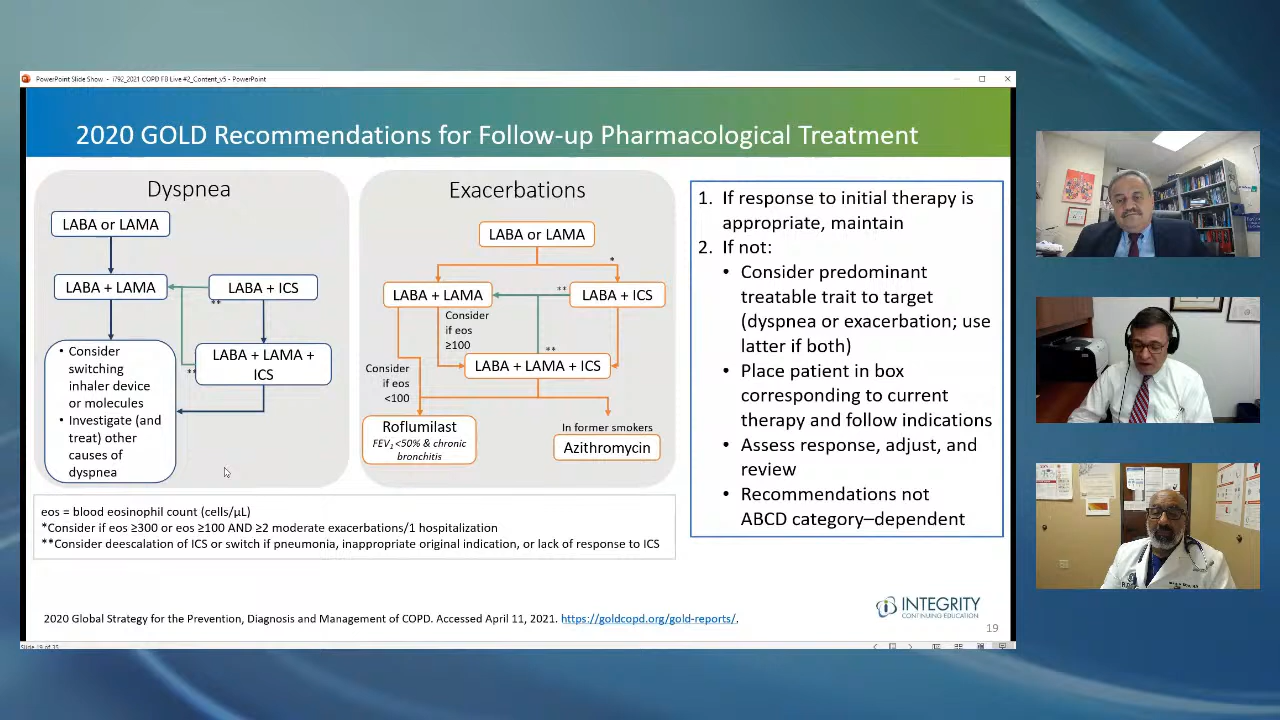 PowerPoint Slide Show - i792_2021 COPD FB Live #2_Content_v5 - PowerPoint
2020 GOLD Recommendations for Follow-up Pharmacological Treatment
Dyspnea
LABA or LAMA
LABA + LAMA
LABA + ICS
**
LABA + LAMA +
ICS
**
• Consider
switching
inhaler device
or molecules
• Investigate (and
treat) other
causes of
dyspnea
Exacerbations
LABA or LAMA
*
LABA + LAMA
**
LABA + ICS
Consider
if eos
≥100
**
LABA + LAMA + ICS
Consider
if eos
<100
Roflumilast
FEV1 <50% & chronic
bronchitis
In former smokers
Azithromycin
1. If response to initial therapy is
appropriate, maintain
2. If not:
• Consider predominant
treatable trait to target
(dyspnea or exacerbation; use
latter if both)
• Place patient in box
corresponding to current
therapy and follow indications
• Assess response, adjust, and
review
• Recommendations not
ABCD category–dependent
eos = blood eosinophil count (cells/µL)
*Consider if eos ≥300 or eos ≥100 AND ≥2 moderate exacerbations/1 hospitalization
**Consider deescalation of ICS or switch if pneumonia, inappropriate original indication, or lack of response to ICS
2020 Global Strategy for the Prevention, Diagnosis and Management of COPD. Accessed April 11, 2021. https://goldcopd.org/gold-reports/.
INTEGRITY
CONTINUING EDUCATION
19